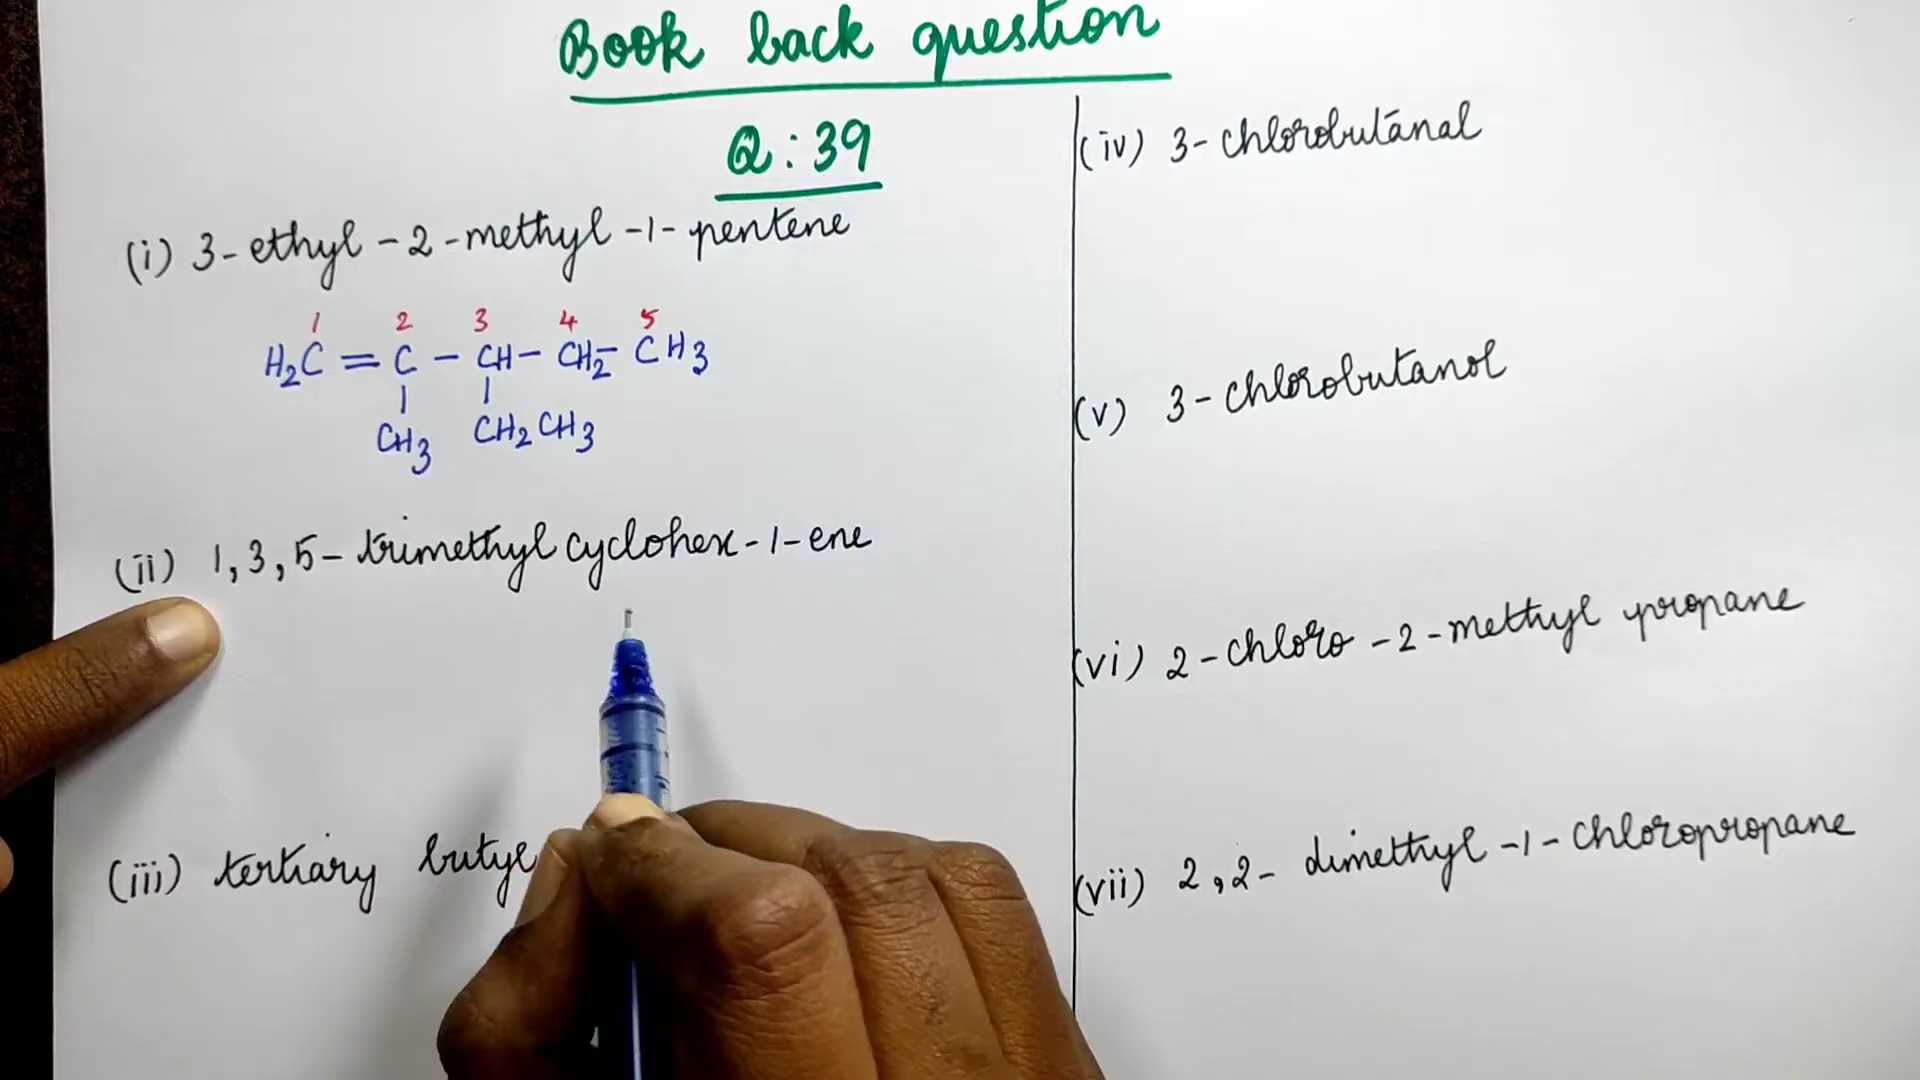 Book back question
Q : 39
(i) 3-ethyl-2-methyl-1-pentene
1 2 3 4 5
H₂C = C - CH - CH₂ - CH3
CH3 CH₂CH3
(ii) 1,3,5-trimethyl cyclohex-1-ene
(iii) tertiary butyl
(iv) 3-chlorobutanal
(v) 3-chlorobutanol
(vi) 2-chloro-2-methyl propane
(vii) 2,2-dimethyl-1-chloropropane